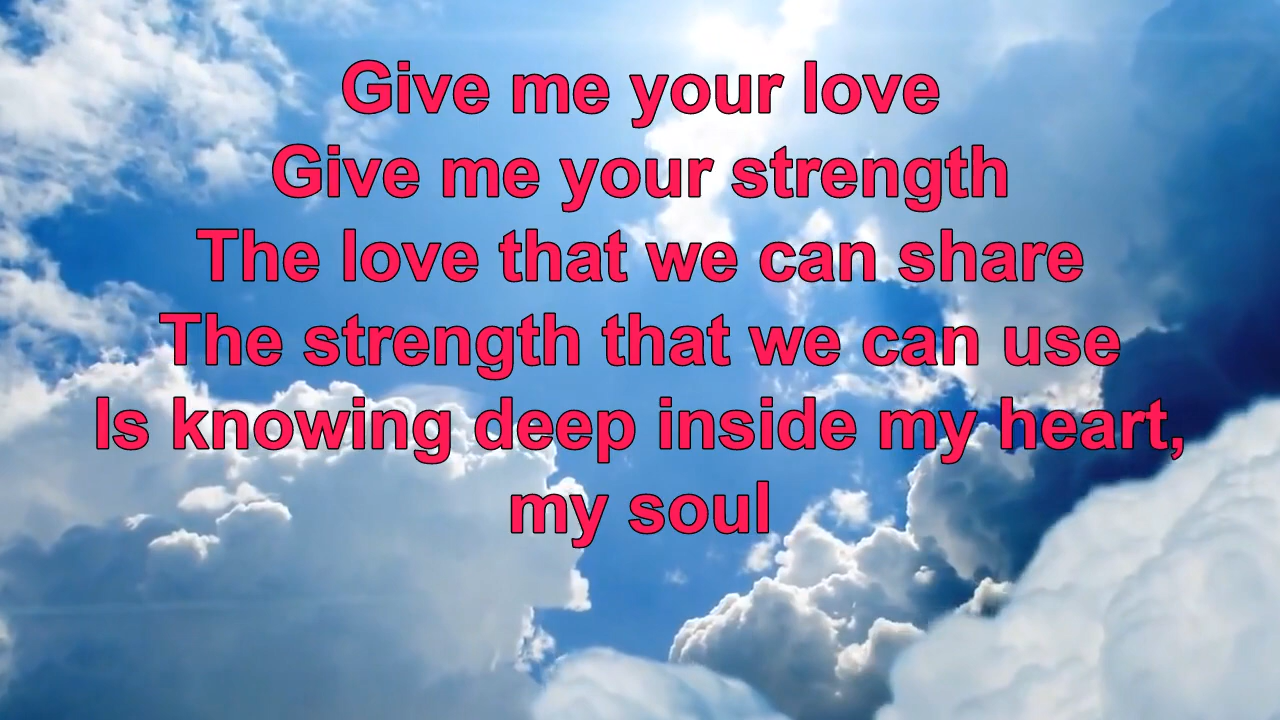 Give me your love
Give me your strength
The love that we can share
The strength that we can use
Is knowing deep inside my heart,
my soul